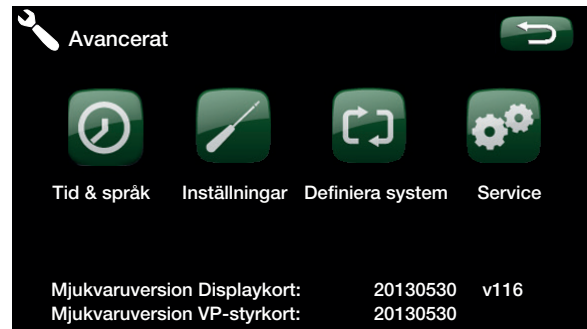 Avancerat
Tid & språk Inställningar Definiera system Service
Mjukvaruversion Displaykort: 20130530 v116
Mjukvaruversion VP-styrkort: 20130530